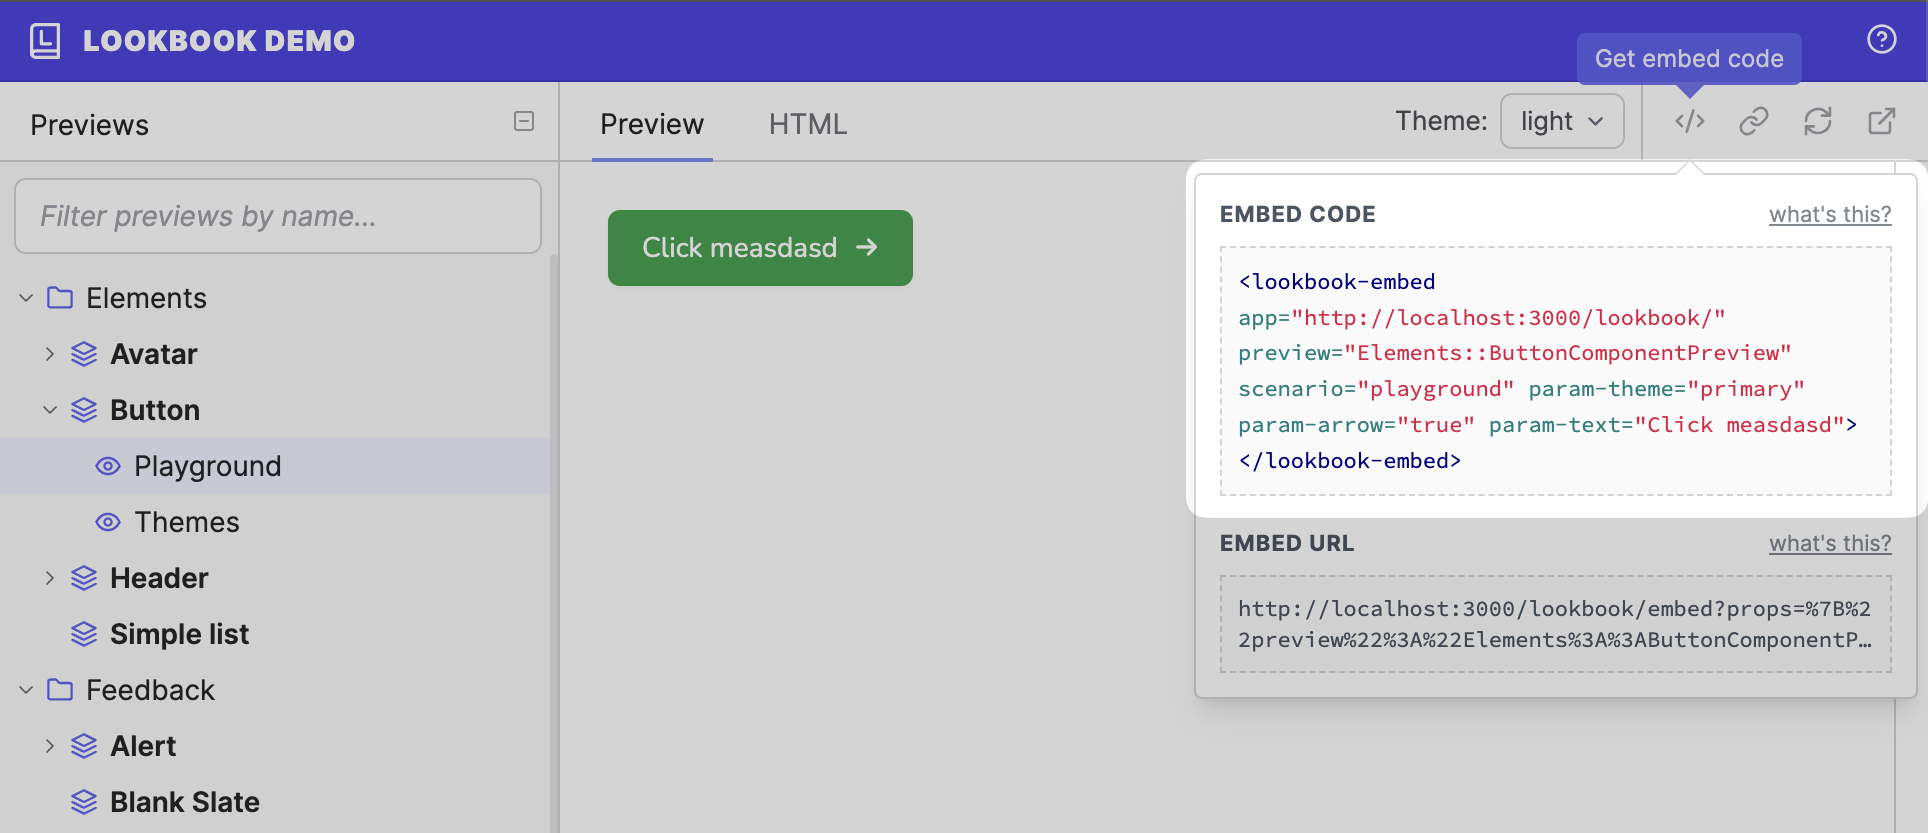 LOOKBOOK DEMO
Get embed code
Previews
Preview
HTML
Theme:
light
Filter previews by name...
Elements
Avatar
Button
Playground
Themes
Header
Simple list
Feedback
Alert
Blank Slate
Click measdasd
EMBED CODE
what's this?
<lookbook-embed
app="http://localhost:3000/lookbook/"
preview="Elements::ButtonComponentPreview"
scenario="playground" param-theme="primary"
param-arrow="true" param-text="Click measdasd">
</lookbook-embed>
EMBED URL
what's this?
http://localhost:3000/lookbook/embed?props=%7B%2
2preview%22%3A%22Elements%3A%3AButtonComponentP…